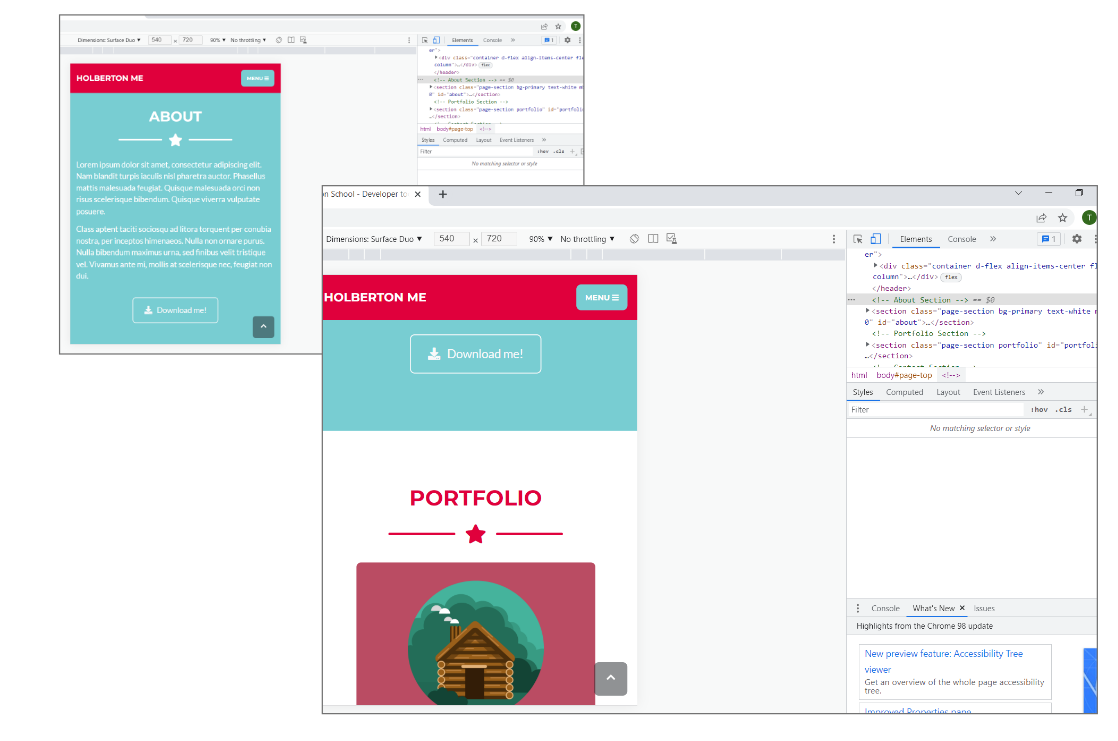 T
Dimensions: Surface Duo ▼ 540 × 720 90% ▼ No throttling ▼
Elements Console » 1
er">
▶<div class="container d-flex align-items-center fle
column">…</div> flex
</header>
… <!-- About Section --> == $0
▶<section class="page-section bg-primary text-white m
0" id="about">…</section>
<!-- Portfolio Section -->
▶<section class="page-section portfolio" id="portfolio
…</section>
html body#page-top <!-->
Styles Computed Layout Event Listeners »
Filter :hov .cls +
No matching selector or style
HOLBERTON ME MENU ☰
ABOUT
Lorem ipsum dolor sit amet, consectetur adipiscing elit.
Nam blandit turpis iaculis nisi pharetra auctor. Phasellus
mattis malesuada feugiat. Quisque malesuada orci non
risus scelerisque bibendum. Quisque viverra vulputate
posuere.
Class aptent taciti sociosqu ad litora torquent per conubia
nostra, per inceptos himenaeos. Nulla non ornare purus.
Nulla bibendum maximus urna, sed finibus velit tristique
vel. Vivamus ante mi, mollis at scelerisque nec, feugiat non
dui.
Download me!
on School - Developer to × +
T
Dimensions: Surface Duo ▼ 540 × 720 90% ▼ No throttling ▼
Elements Console » 1
er">
▶<div class="container d-flex align-items-center fl
column">…</div> flex
</header>
… <!-- About Section --> == $0
▶<section class="page-section bg-primary text-white m
0" id="about">…</section>
<!-- Portfolio Section -->
▶<section class="page-section portfolio" id="portfol
…</section>
html body#page-top <!-->
Styles Computed Layout Event Listeners »
Filter :hov .cls +
No matching selector or style
HOLBERTON ME MENU ☰
Download me!
PORTFOLIO
Console What's New × Issues
Highlights from the Chrome 98 update
New preview feature: Accessibility Tree
viewer
Get an overview of the whole page accessibility
tree.
Improved Properties pane